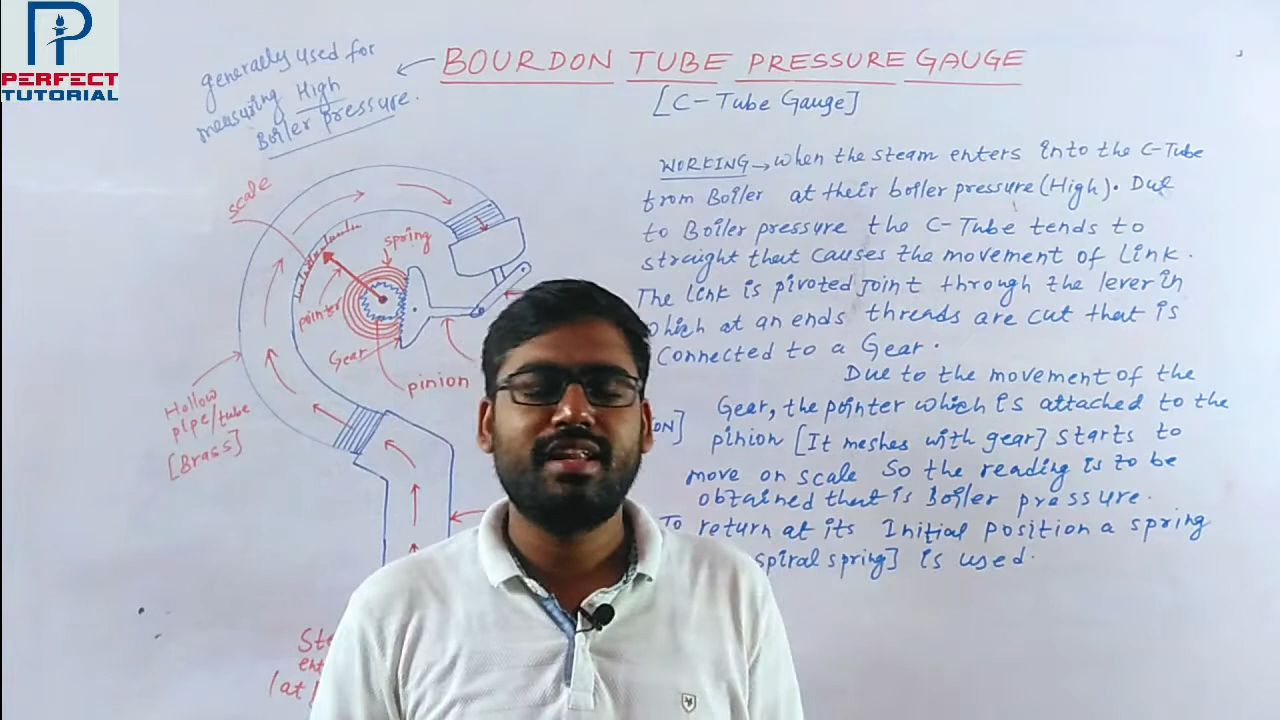 PERFECT
TUTORIAL
generally used for
measuring High
Boiler pressure.
BOURDON TUBE PRESSURE GAUGE
[C-Tube Gauge]
scale
spring
pointer
Gear
pinion
Hollow
pipe/tube
[Brass]
WORKING → when the steam enters into the C-Tube
from Boiler at their boiler pressure (High). Due
to Boiler pressure the C-Tube tends to
straight that causes the movement of Link.
The link is pivoted joint through the lever in
which at an ends threads are cut that is
connected to a Gear.
Due to the movement of the
Gear, the pointer which is attached to the
ON] pinion [It meshes with gear] starts to
move on scale so the reading is to be
obtained that is Boiler pressure.
To return at its Initial position a spring
spiral spring] is used.
(at